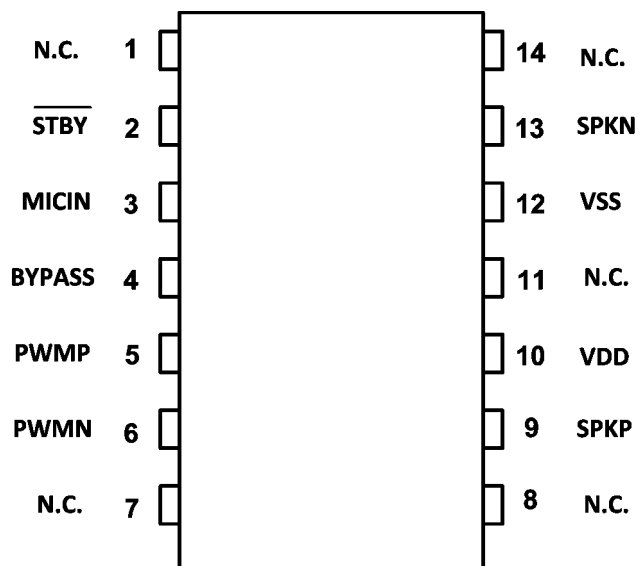 N.C. 1 14 N.C.
STBY 2 13 SPKN
MICIN 3 12 VSS
BYPASS 4 11 N.C.
PWMP 5 10 VDD
PWMN 6 9 SPKP
N.C. 7 8 N.C.